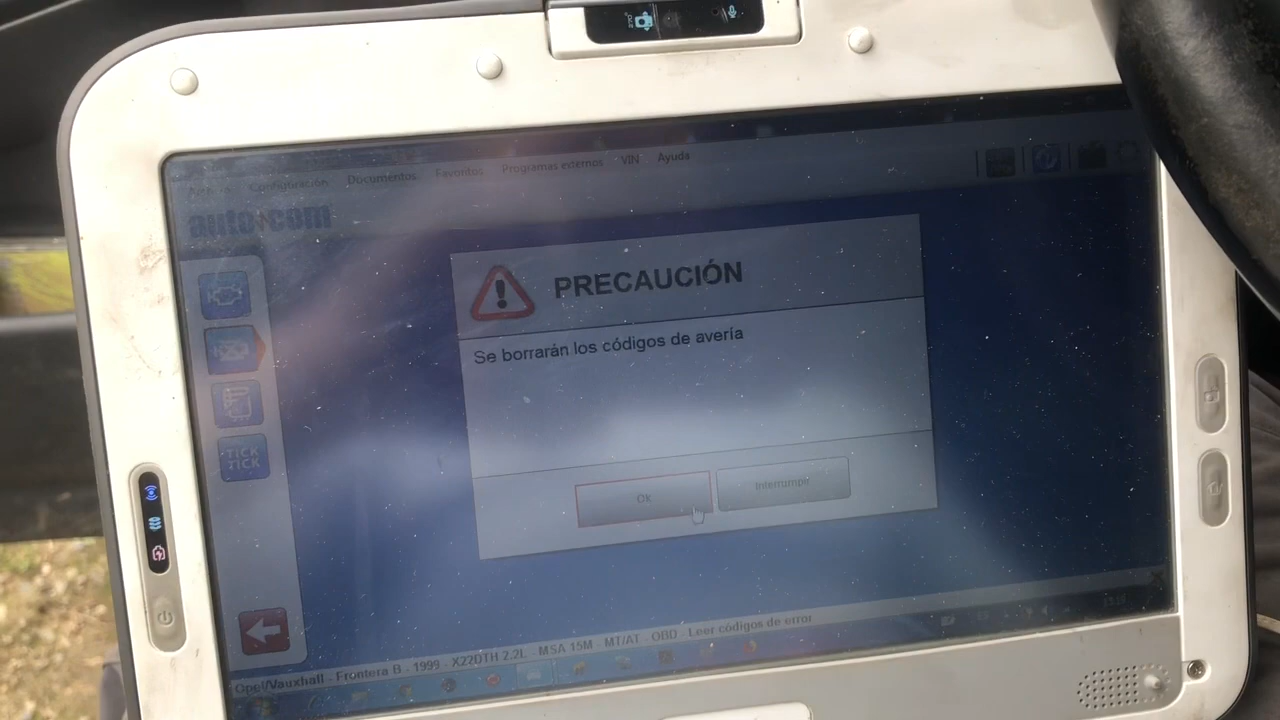 Configuración Documentos Favoritos Programas externos VIN Ayuda
auto com
PRECAUCIÓN
Se borrarán los códigos de avería
Ok Interrumpir
TICK
TICK
Opel/Vauxhall - Frontera B - 1999 - X22DTH 2.2L - MSA 15M - MT/AT - OBD - Leer códigos de error